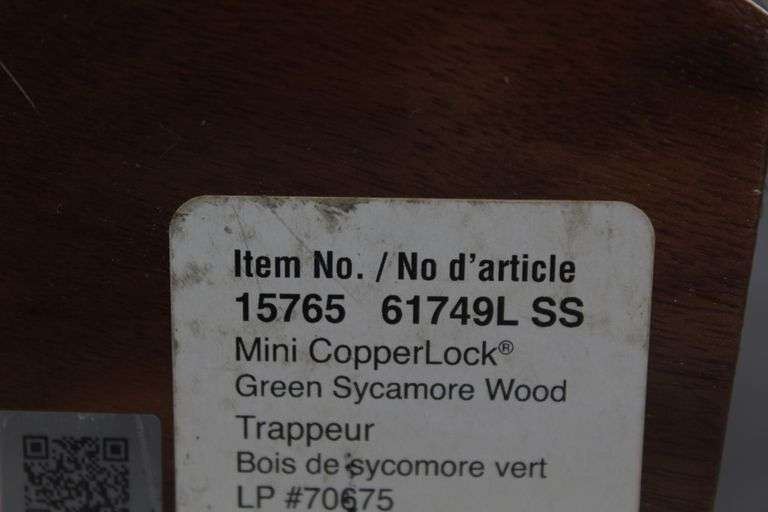 Item No. / No d'article
15765 61749L SS
Mini CopperLock®
Green Sycamore Wood
Trappeur
Bois de sycomore vert
LP #70675